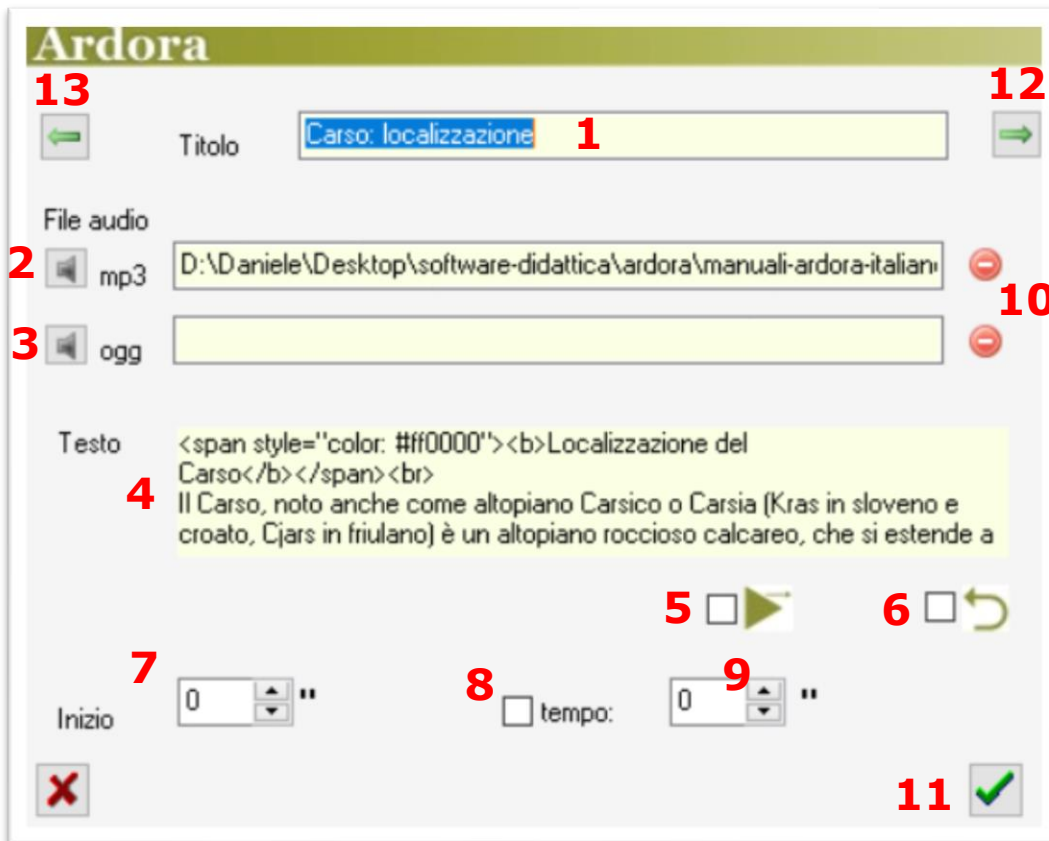 Ardora
13
12
Titolo
Carso: localizzazione
1
File audio
2
mp3
D:\Daniele\Desktop\software-didattica\ardora\manuali-ardora-italian
10
3
ogg
Testo
<span style="color: #ff0000"><b>Localizzazione del
Carso</b></span><br>
4
Il Carso, noto anche come altopiano Carsico o Carsia (Kras in sloveno e
croato, Cjars in friulano) è un altopiano roccioso calcareo, che si estende a
5
6
7
Inizio
0
"
8
tempo:
0
9
"
11